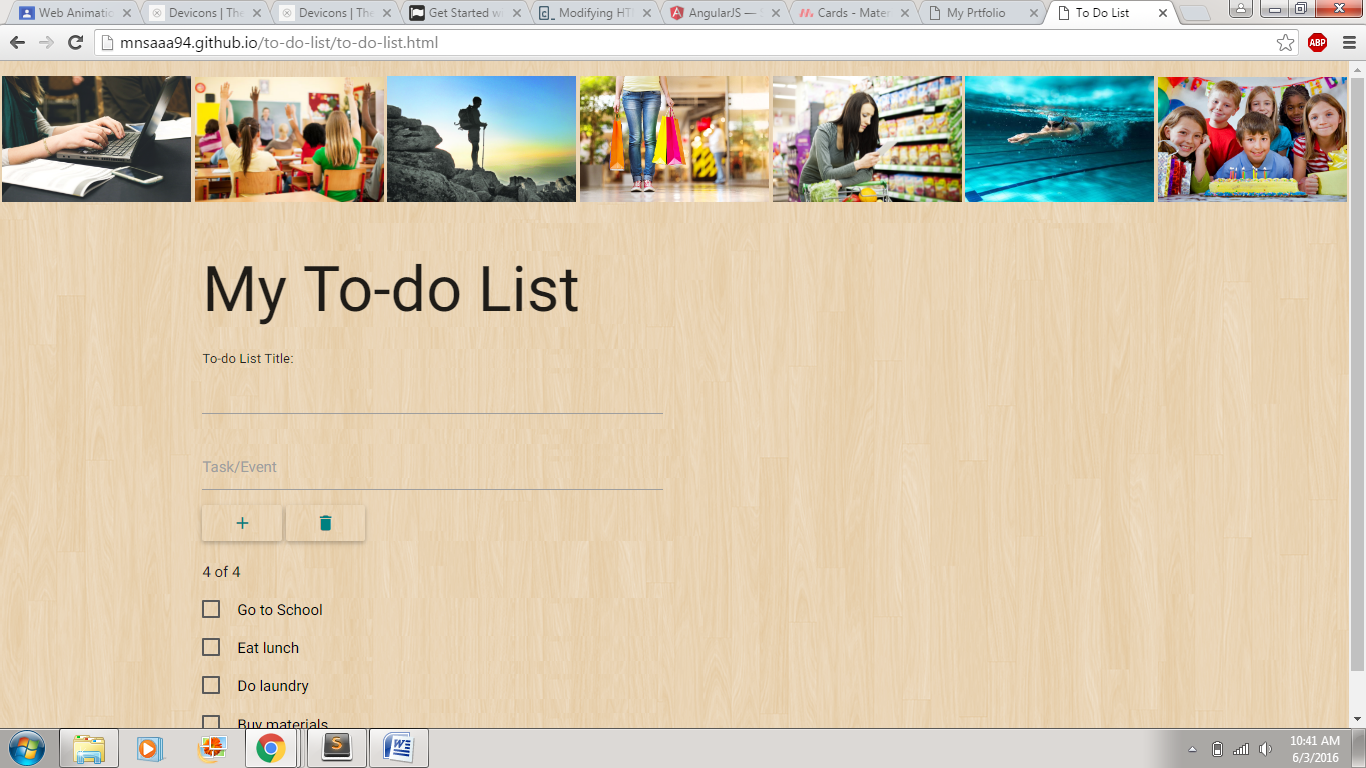 Web Animatio
Devicons | The
Devicons | The
Get Started w
Modifying HT
AngularJS — S
Cards - Mater
My Prtfolio
To Do List
mnsaaa94.github.io/to-do-list/to-do-list.html
ABP
My To-do List
To-do List Title:
Task/Event
4 of 4
Go to School
Eat lunch
Do laundry
Buy materials
10:41 AM
6/3/2016